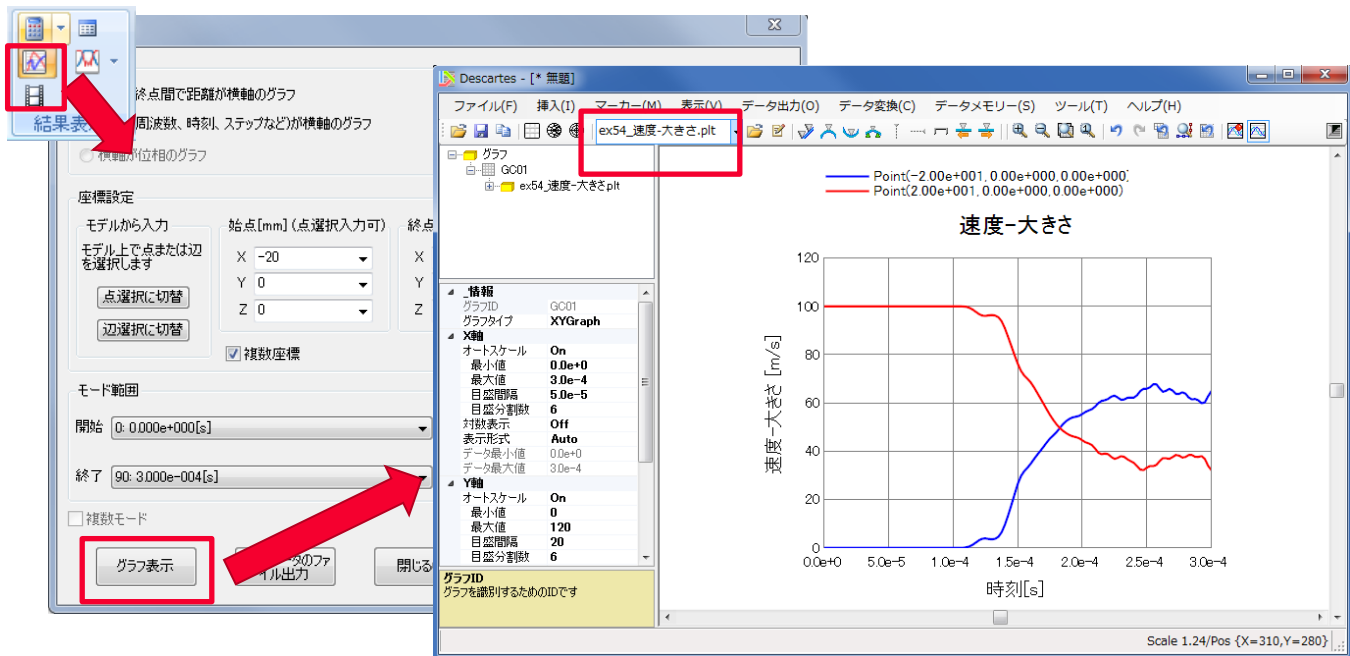 結果表
終点間で距離が横軸のグラフ
周波数、時刻、ステップなど)が横軸のグラフ
横軸が位相のグラフ
座標設定
モデルから入力
モデル上で点または辺
を選択します
点選択に切替
辺選択に切替
始点[mm](点選択入力可)
X -20
Y 0
Z 0
終点
X
Y
Z
複数座標
モード範囲
開始 0: 0.000e+000[s]
終了 90: 3.000e-004[s]
複数モード
グラフ表示
タのファ
イル出力
閉じる
Descartes - [* 無題]
ファイル(F) 挿入(I) マーカー(M) 表示(V) データ出力(O) データ変換(C) データメモリー(S) ツール(T) ヘルプ(H)
ex54_速度-大きさ.plt
グラフ
GC01
ex54_速度-大きさ.plt
_情報
グラフID GC01
グラフタイプ XYGraph
X軸
オートスケール On
最小値 0.0e+0
最大値 3.0e-4
目盛間隔 5.0e-5
目盛分割数 6
対数表示 Off
表示形式 Auto
データ最小値 0.0e+0
データ最大値 3.0e-4
Y軸
オートスケール On
最小値 0
最大値 120
目盛間隔 20
目盛分割数 6
グラフID
グラフを識別するためのIDです
Point(-2.00e+001, 0.00e+000, 0.00e+000)
Point(2.00e+001, 0.00e+000, 0.00e+000)
速度-大きさ
速度-大きさ [m/s]
120
100
80
60
40
20
0
0.0e+0 5.0e-5 1.0e-4 1.5e-4 2.0e-4 2.5e-4 3.0e-4
時刻[s]
Scale 1.24/Pos {X=310,Y=280}